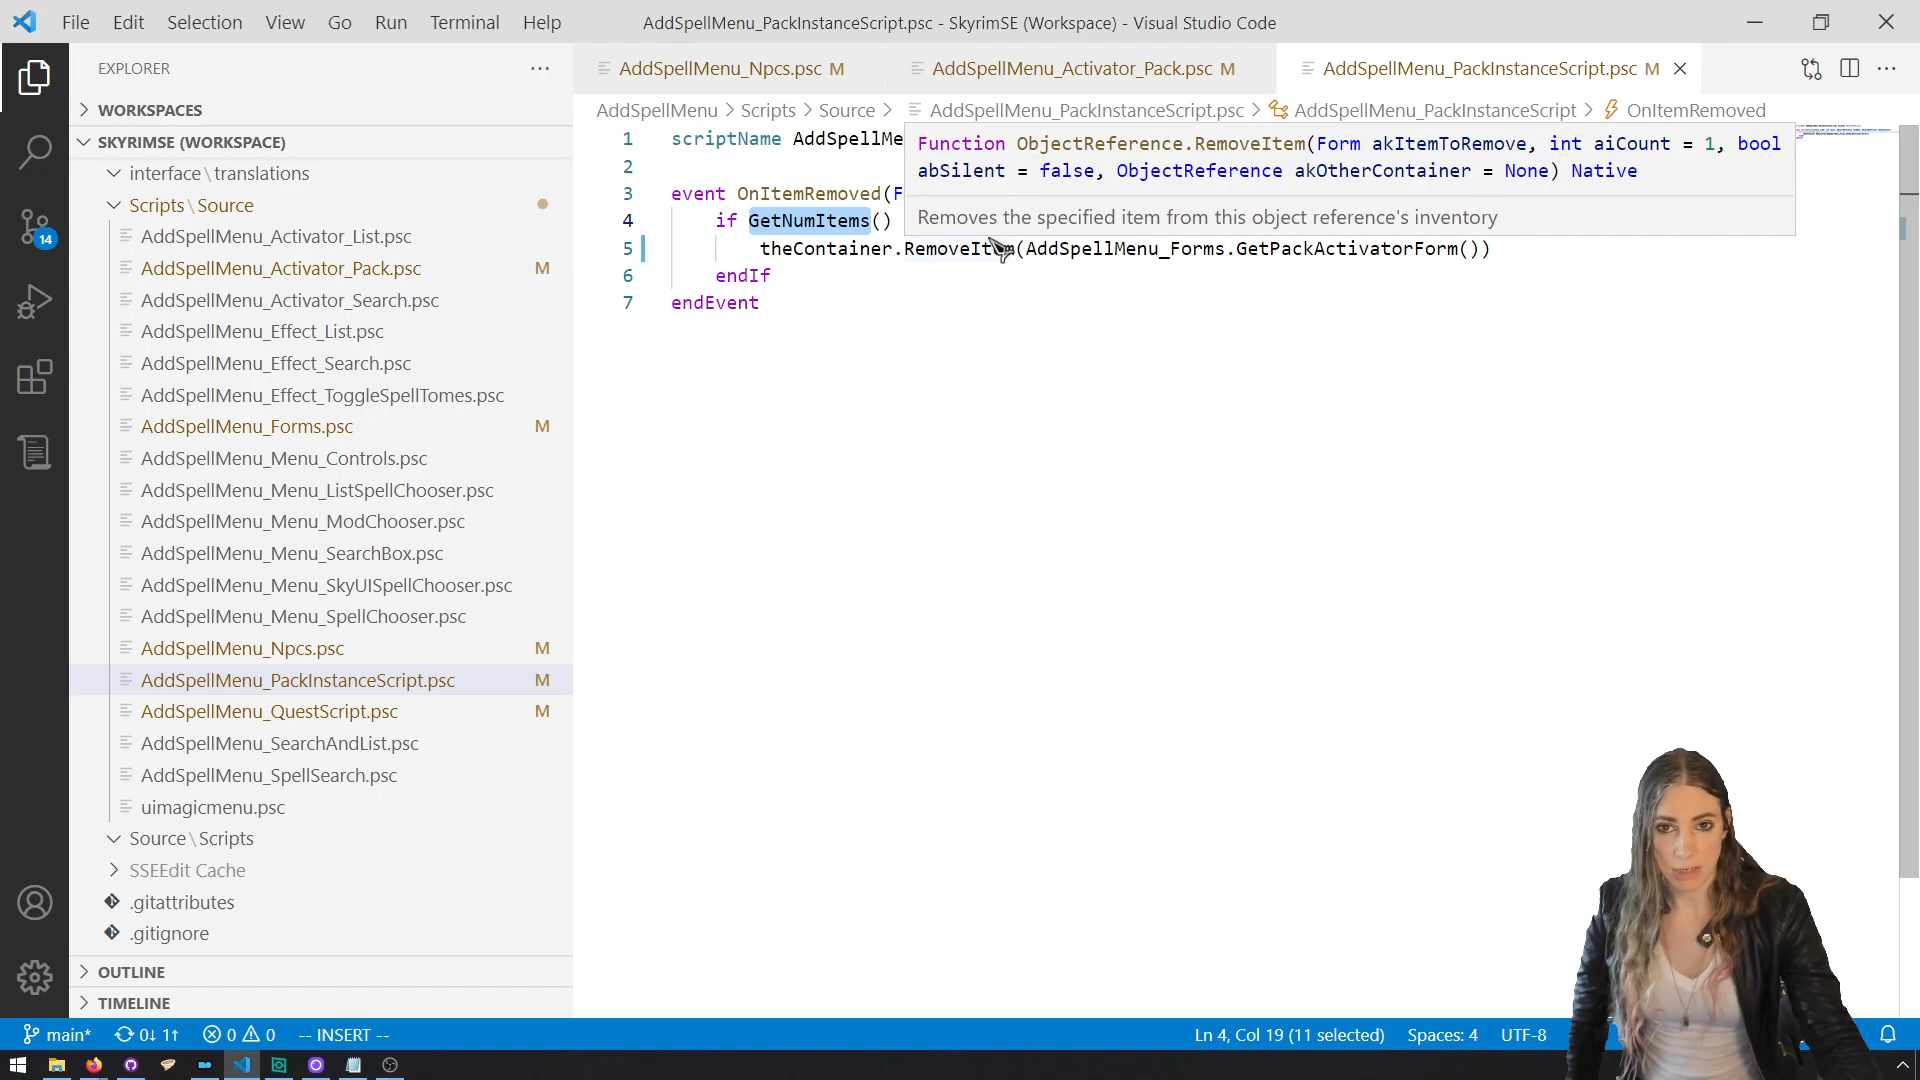 File Edit Selection View Go Run Terminal Help
AddSpellMenu_PackInstanceScript.psc - SkyrimSE (Workspace) - Visual Studio Code
EXPLORER
AddSpellMenu_Npcs.psc M
AddSpellMenu_Activator_Pack.psc M
AddSpellMenu_PackInstanceScript.psc M
WORKSPACES
SKYRIMSE (WORKSPACE)
interface\translations
Scripts\Source
AddSpellMenu_Activator_List.psc
AddSpellMenu_Activator_Pack.psc M
AddSpellMenu_Activator_Search.psc
AddSpellMenu_Effect_List.psc
AddSpellMenu_Effect_Search.psc
AddSpellMenu_Effect_ToggleSpellTomes.psc
AddSpellMenu_Forms.psc M
AddSpellMenu_Menu_Controls.psc
AddSpellMenu_Menu_ListSpellChooser.psc
AddSpellMenu_Menu_ModChooser.psc
AddSpellMenu_Menu_SearchBox.psc
AddSpellMenu_Menu_SkyUISpellChooser.psc
AddSpellMenu_Menu_SpellChooser.psc
AddSpellMenu_Npcs.psc M
AddSpellMenu_PackInstanceScript.psc M
AddSpellMenu_QuestScript.psc M
AddSpellMenu_SearchAndList.psc
AddSpellMenu_SpellSearch.psc
uimagicmenu.psc
Source\Scripts
SSEEdit Cache
.gitattributes
.gitignore
OUTLINE
TIMELINE
14
AddSpellMenu > Scripts > Source > AddSpellMenu_PackInstanceScript.psc > AddSpellMenu_PackInstanceScript > OnItemRemoved
1 scriptName AddSpellMe
2
3 event OnItemRemoved(F
4 if GetNumItems()
5 theContainer.RemoveItem(AddSpellMenu_Forms.GetPackActivatorForm())
6 endIf
7 endEvent
Function ObjectReference.RemoveItem(Form akItemToRemove, int aiCount = 1, bool
abSilent = false, ObjectReference akOtherContainer = None) Native
Removes the specified item from this object reference's inventory
main* 0↓ 1↑ 0 0 -- INSERT --
Ln 4, Col 19 (11 selected) Spaces: 4 UTF-8